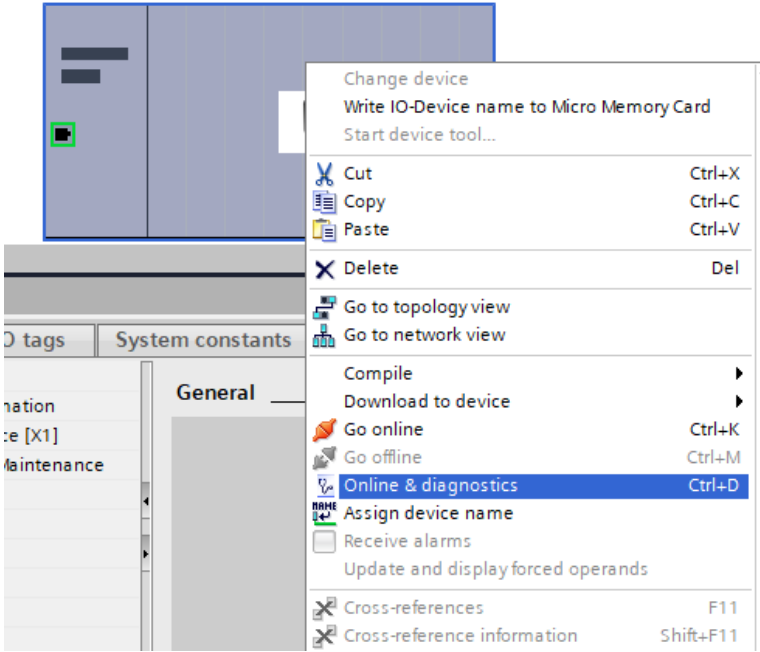 Change device
Write IO-Device name to Micro Memory Card
Start device tool...
Cut Ctrl+X
Copy Ctrl+C
Paste Ctrl+V
Delete Del
Go to topology view
Go to network view
O tags System constants
General
Compile
Download to device
nation
Go online Ctrl+K
ce [X1]
Go offline Ctrl+M
Maintenance
Online & diagnostics Ctrl+D
NAME Assign device name
Receive alarms
Update and display forced operands
Cross-references F11
Cross-reference information Shift+F11